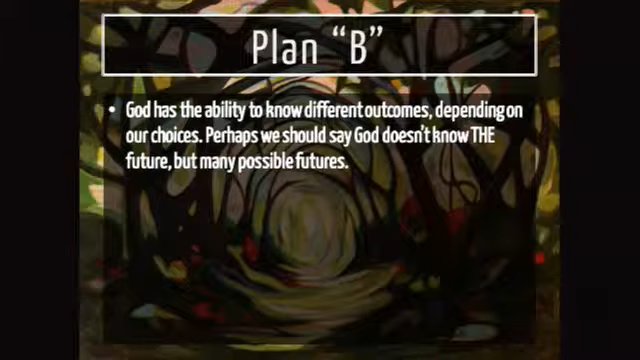 Plan “B”
• God has the ability to know different outcomes, depending on
our choices. Perhaps we should say God doesn’t know THE
future, but many possible futures.